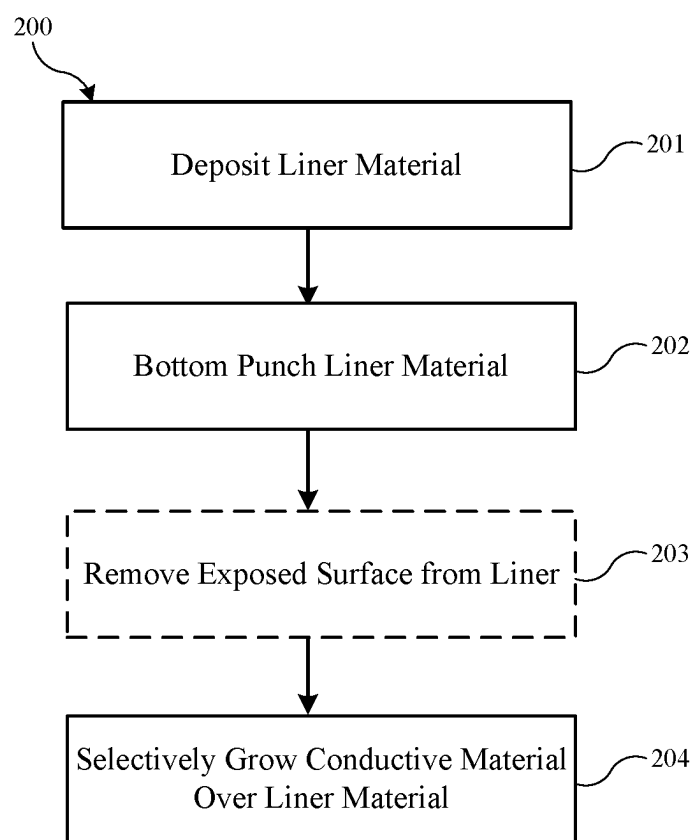 200
Deposit Liner Material
201
Bottom Punch Liner Material
202
Remove Exposed Surface from Liner
203
Selectively Grow Conductive Material
Over Liner Material
204